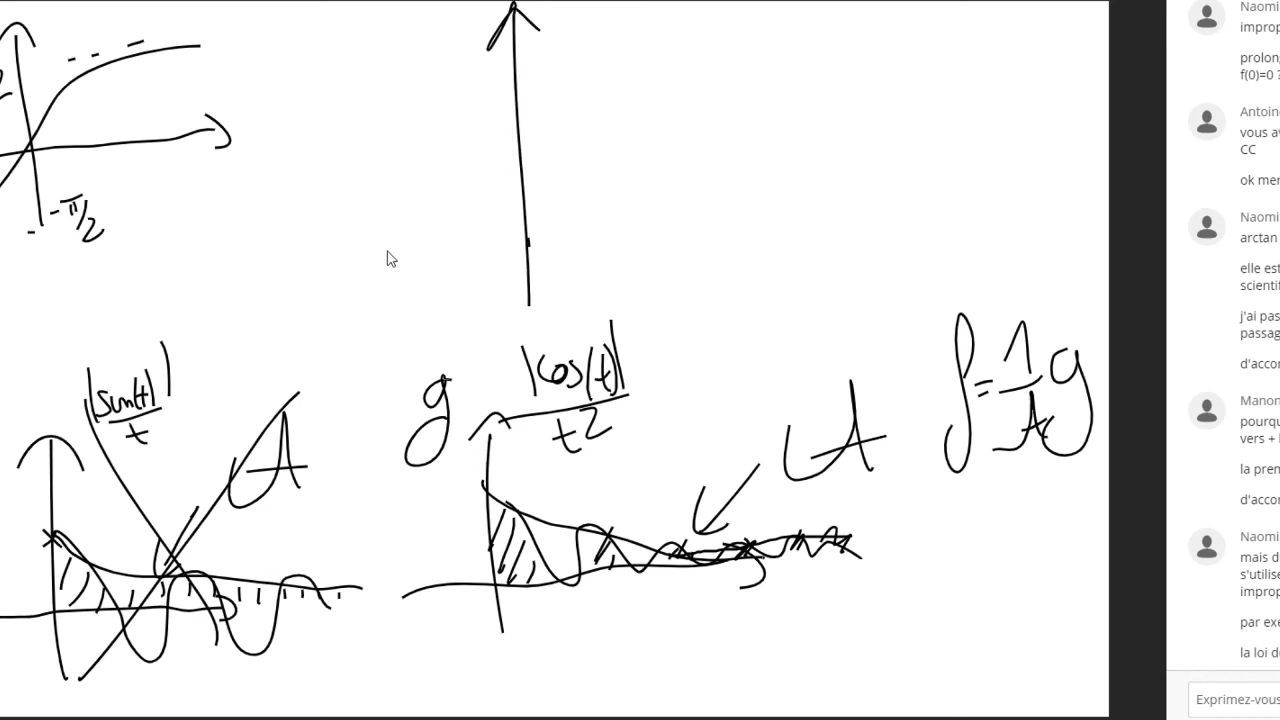 - π/2
|sin(t)|
t
A
g
|cos(t)|
t2
A
f = 1/t g
Naomi
improp
prolong
f(0)=0 ?
Antoine
vous av
CC
ok mer
Naomi
arctan
elle est
scientif
j'ai pas
passag
d'accor
Manon
pourqu
vers +
la pren
d'accor
Naomi
mais d
s'utilise
improp
par exe
la loi de
Exprimez-vous